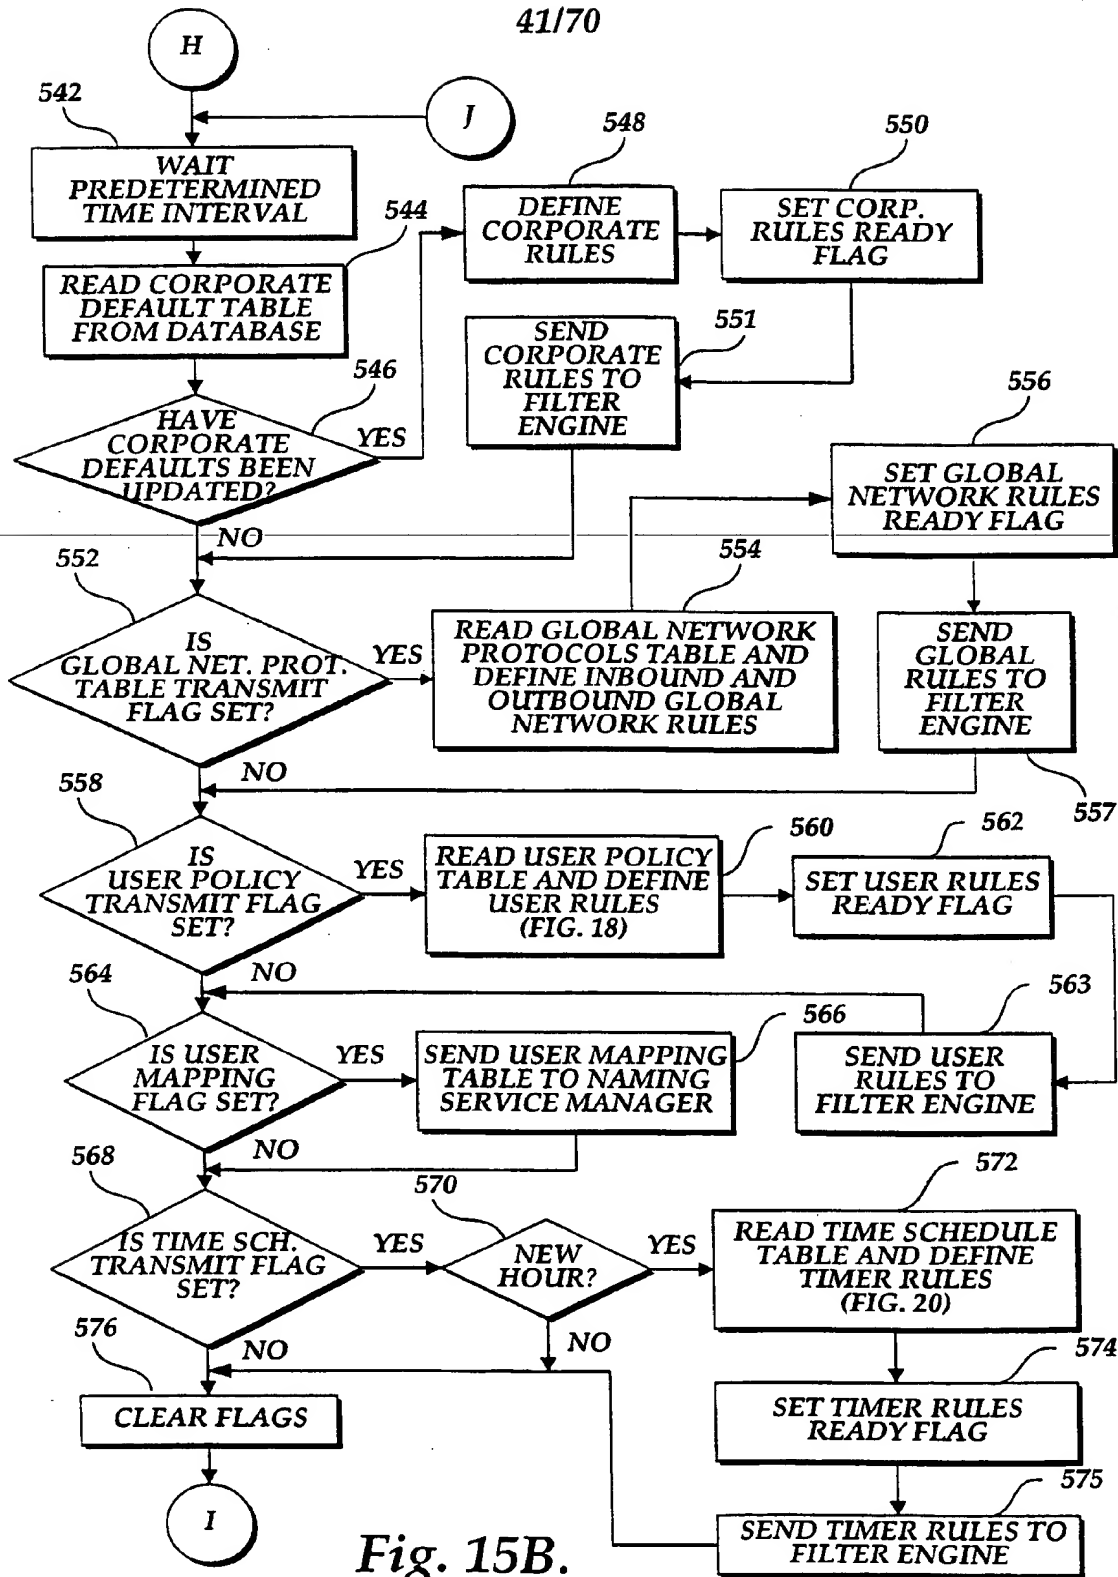 41/70
H
J
542
WAIT
PREDETERMINED
TIME INTERVAL
544
READ CORPORATE
DEFAULT TABLE
FROM DATABASE
546
HAVE
CORPORATE
DEFAULTS BEEN
UPDATED?
YES
NO
548
DEFINE
CORPORATE
RULES
550
SET CORP.
RULES READY
FLAG
551
SEND
CORPORATE
RULES TO
FILTER
ENGINE
552
IS
GLOBAL NET. PROT.
TABLE TRANSMIT
FLAG SET?
YES
NO
554
READ GLOBAL NETWORK
PROTOCOLS TABLE AND
DEFINE INBOUND AND
OUTBOUND GLOBAL
NETWORK RULES
556
SET GLOBAL
NETWORK RULES
READY FLAG
SEND
GLOBAL
RULES TO
FILTER
ENGINE
557
558
IS
USER POLICY
TRANSMIT FLAG
SET?
YES
NO
560
READ USER POLICY
TABLE AND DEFINE
USER RULES
(FIG. 18)
562
SET USER RULES
READY FLAG
563
SEND USER
RULES TO
FILTER ENGINE
564
IS USER
MAPPING
FLAG SET?
YES
NO
566
SEND USER MAPPING
TABLE TO NAMING
SERVICE MANAGER
568
IS TIME SCH.
TRANSMIT FLAG
SET?
YES
NO
570
NEW
HOUR?
YES
NO
572
READ TIME SCHEDULE
TABLE AND DEFINE
TIMER RULES
(FIG. 20)
574
SET TIMER RULES
READY FLAG
575
SEND TIMER RULES TO
FILTER ENGINE
576
CLEAR FLAGS
I
Fig. 15B.